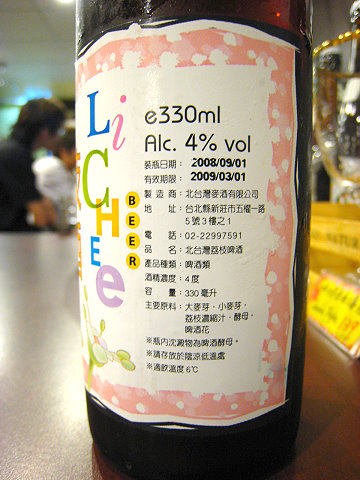 LiCHEe
BEER
e330ml
Alc. 4% vol
裝瓶日期： 2008/09/01
有效期限： 2009/03/01
製造商：北台灣麥酒有限公司
地址：台北縣新莊市五權一路
5號3樓之1
電話：02-22997591
品名：北台灣荔枝啤酒
產品種類：啤酒類
酒精濃度：4度
容量：330毫升
主要原料：大麥芽．小麥芽．
荔枝濃縮汁．酵母．
啤酒花
※瓶內沈澱物為啤酒酵母。
※請存放於陰涼低溫處
※適飲溫度6℃